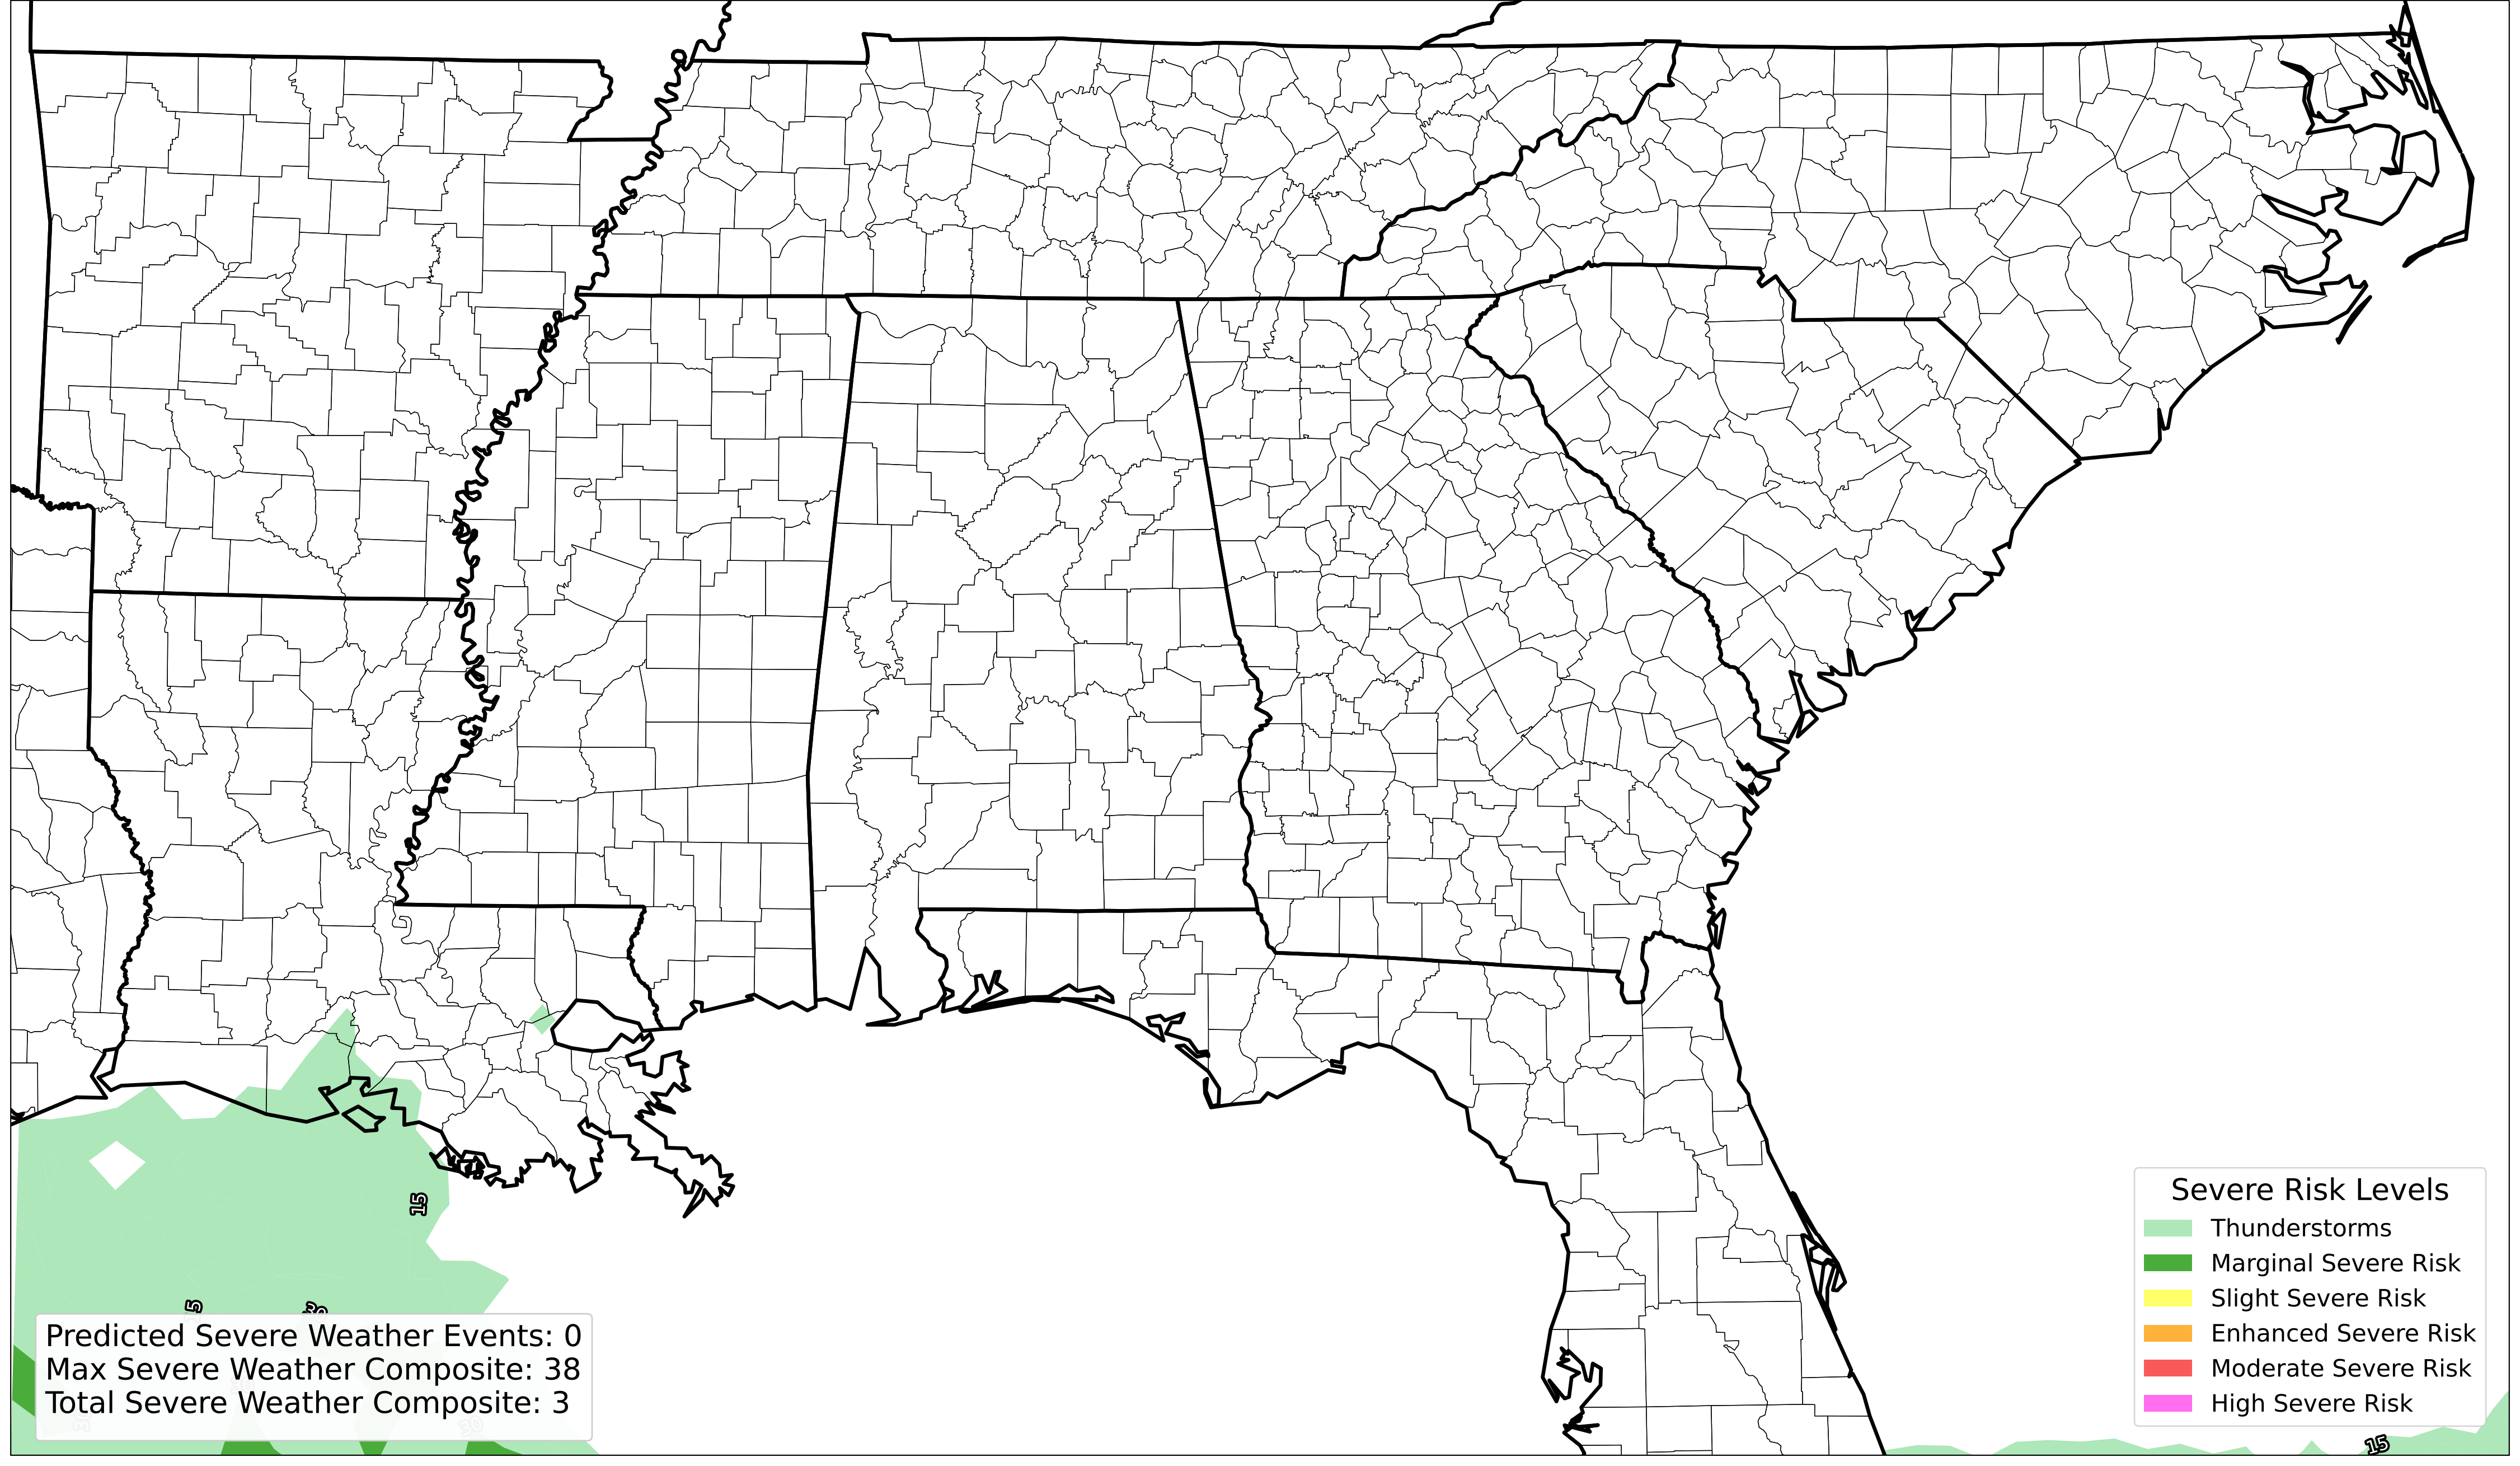 15
Severe Risk Levels
Thunderstorms
Marginal Severe Risk
Slight Severe Risk
Enhanced Severe Risk
Moderate Severe Risk
High Severe Risk
Predicted Severe Weather Events: 0
Max Severe Weather Composite: 38
Total Severe Weather Composite: 3
30
15